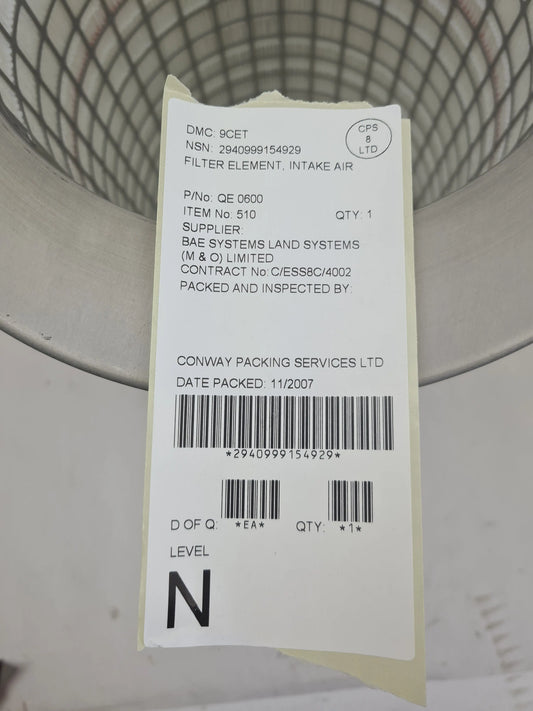 DMC: 9CET
CPS
8
LTD
NSN: 2940999154929
FILTER ELEMENT, INTAKE AIR
P/No: QE 0600
ITEM No: 510 QTY: 1
SUPPLIER:
BAE SYSTEMS LAND SYSTEMS
(M & O) LIMITED
CONTRACT No: C/ESS8C/4002
PACKED AND INSPECTED BY:
CONWAY PACKING SERVICES LTD
DATE PACKED: 11/2007
*2940999154929*
D OF Q: *EA* QTY: *1*
LEVEL
N